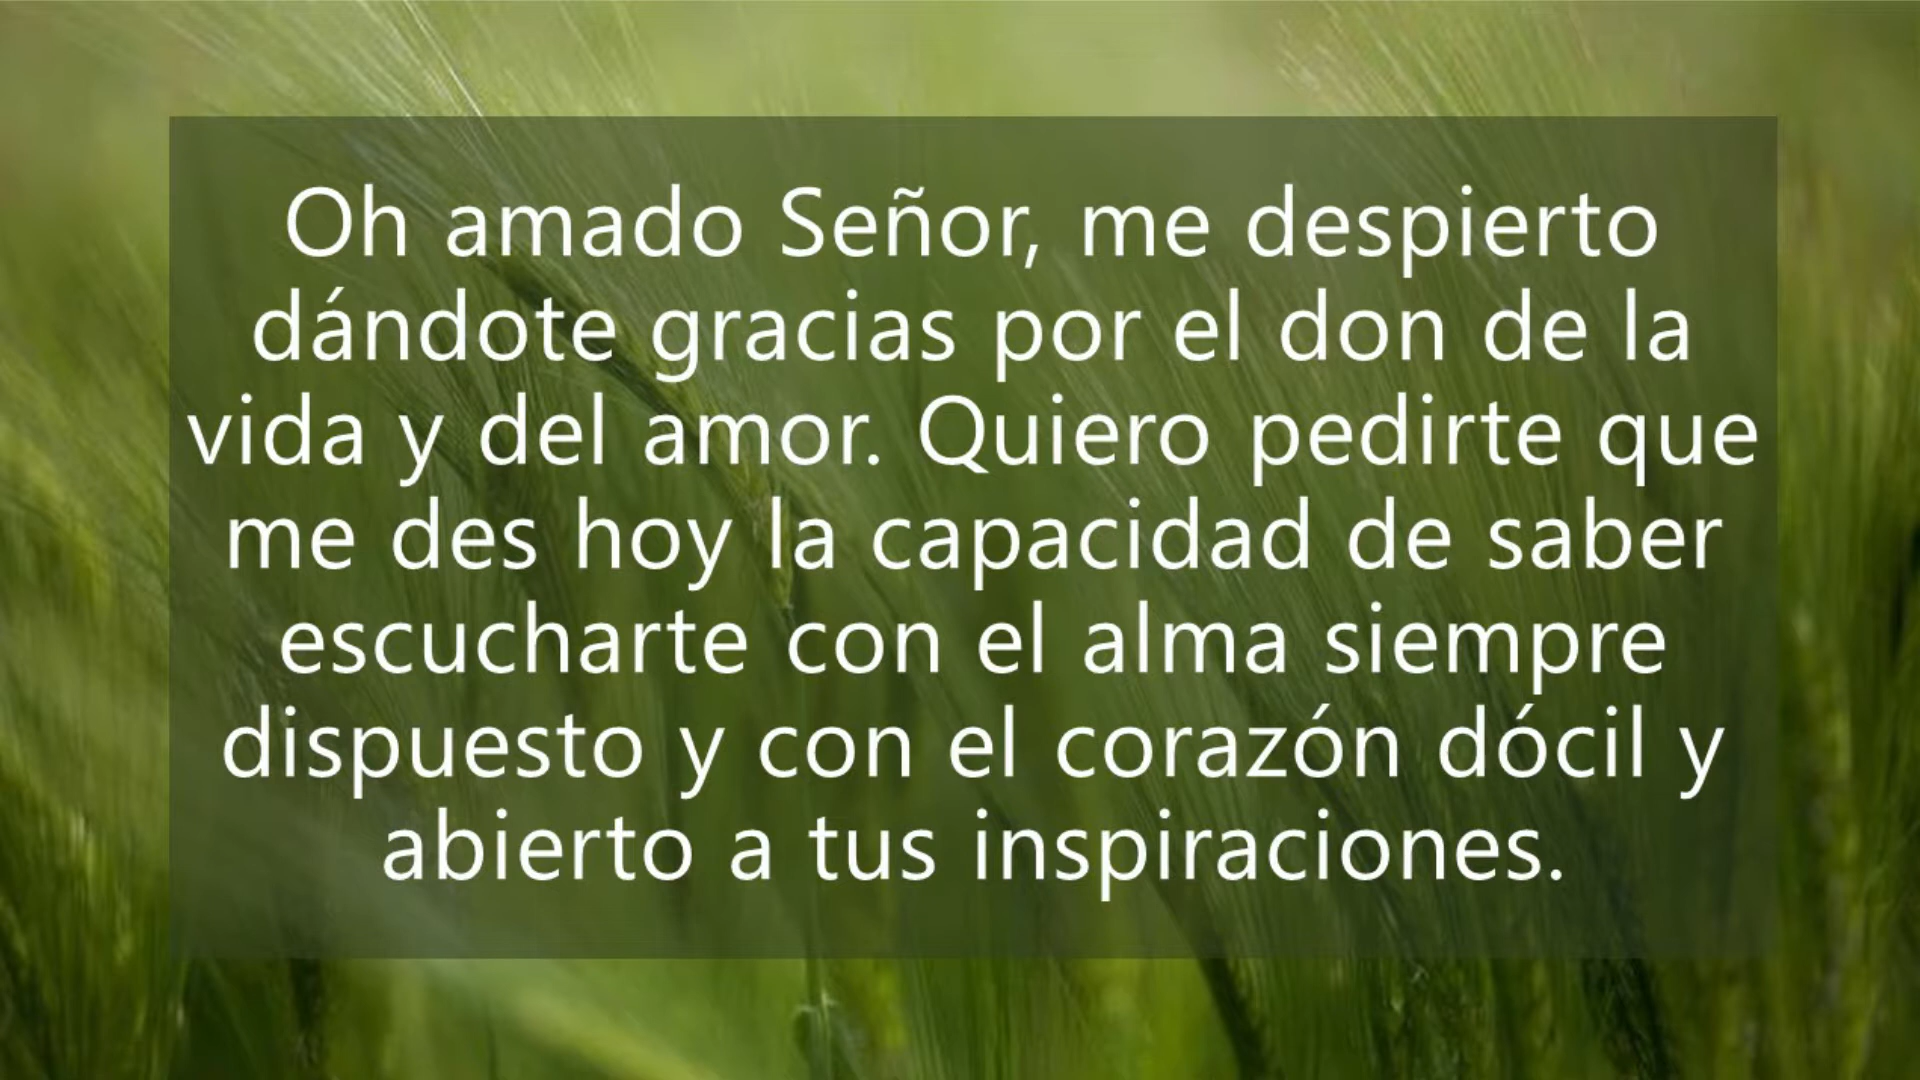 Oh amado Señor, me despierto
dándote gracias por el don de la
vida y del amor. Quiero pedirte que
me des hoy la capacidad de saber
escucharte con el alma siempre
dispuesto y con el corazón dócil y
abierto a tus inspiraciones.